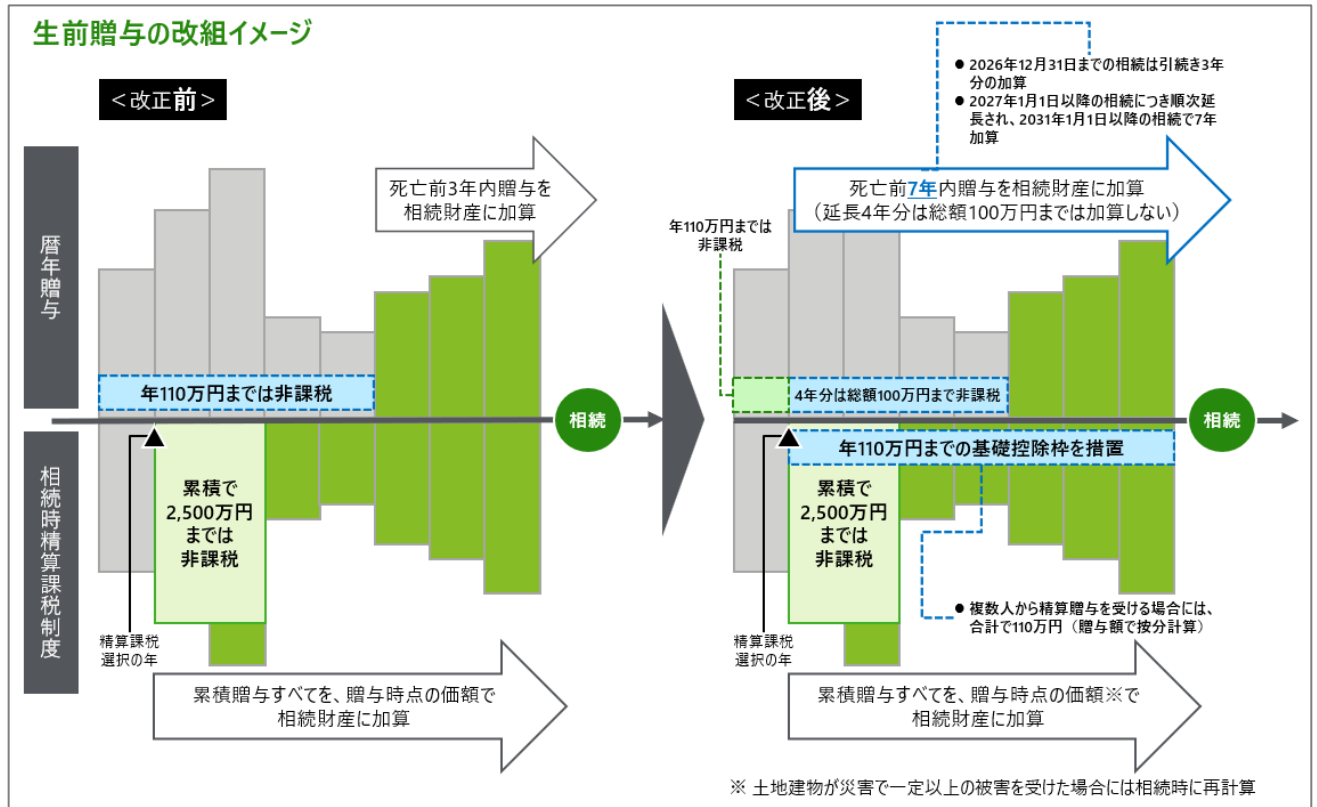 生前贈与の改組イメージ
<改正前>
死亡前3年内贈与を
相続財産に加算
暦年贈与
年110万円までは非課税
相続
相続時精算課税制度
累積で
2,500万円
までは
非課税
精算課税
選択の年
累積贈与すべてを、贈与時点の価額で
相続財産に加算
<改正後>
● 2026年12月31日までの相続は引続き3年
分の加算
● 2027年1月1日以降の相続につき順次延
長され、2031年1月1日以降の相続で7年
加算
死亡前7年内贈与を相続財産に加算
（延長4年分は総額100万円までは加算しない）
年110万円までは
非課税
4年分は総額100万円まで非課税
相続
年110万円までの基礎控除枠を措置
累積で
2,500万円
までは
非課税
● 複数人から精算贈与を受ける場合には、
合計で110万円（贈与額で按分計算）
精算課税
選択の年
累積贈与すべてを、贈与時点の価額※で
相続財産に加算
※ 土地建物が災害で一定以上の被害を受けた場合には相続時に再計算